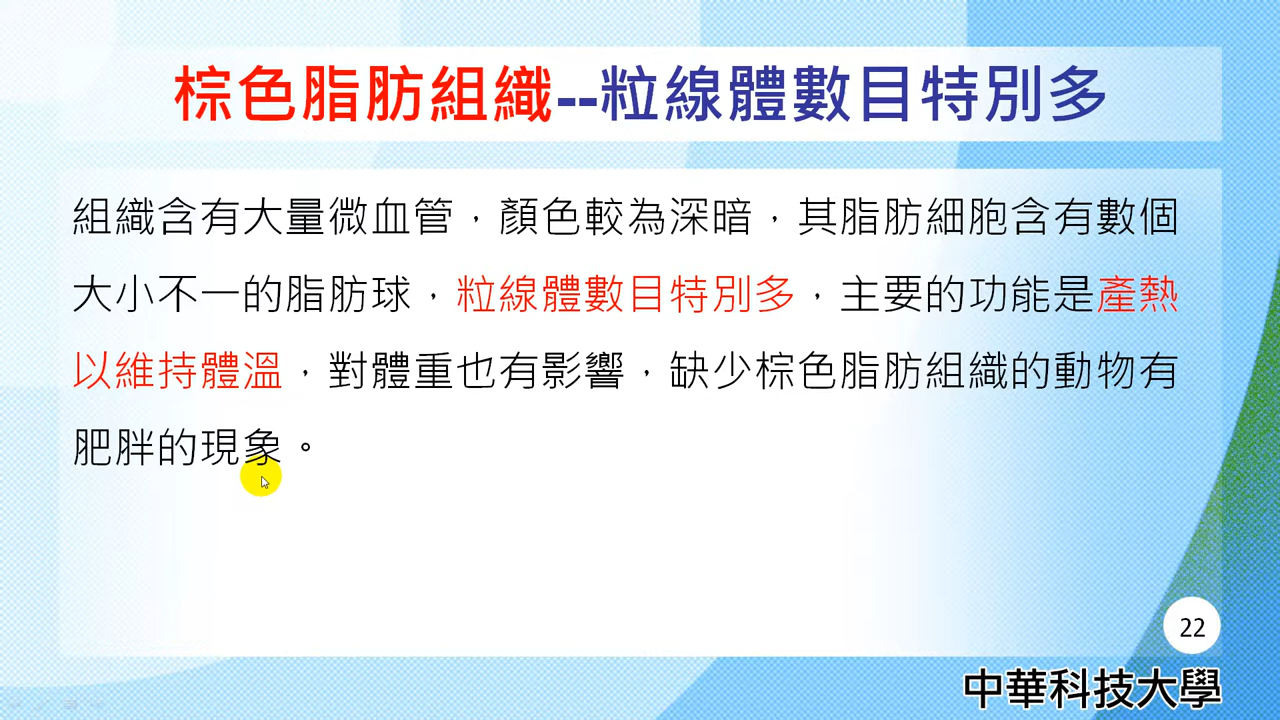 棕色脂肪組織--粒線體數目特別多
組織含有大量微血管，顏色較為深暗，其脂肪細胞含有數個
大小不一的脂肪球，粒線體數目特別多，主要的功能是產熱
以維持體溫，對體重也有影響，缺少棕色脂肪組織的動物有
肥胖的現象。
22
中華科技大學